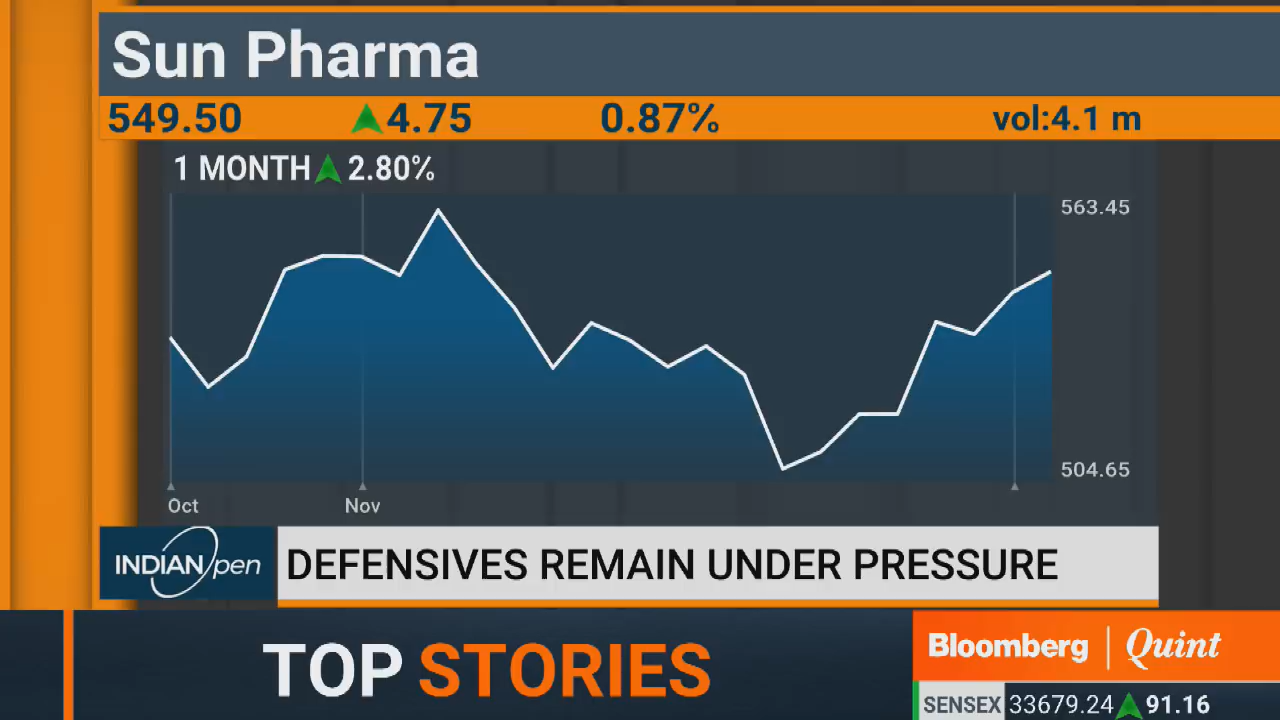 Sun Pharma
549.50 ▲4.75 0.87% vol:4.1 m
1 MONTH▲2.80%
563.45
504.65
Oct Nov
INDIAN pen
DEFENSIVES REMAIN UNDER PRESSURE
TOP STORIES
Bloomberg | Quint
SENSEX 33679.24▲91.16